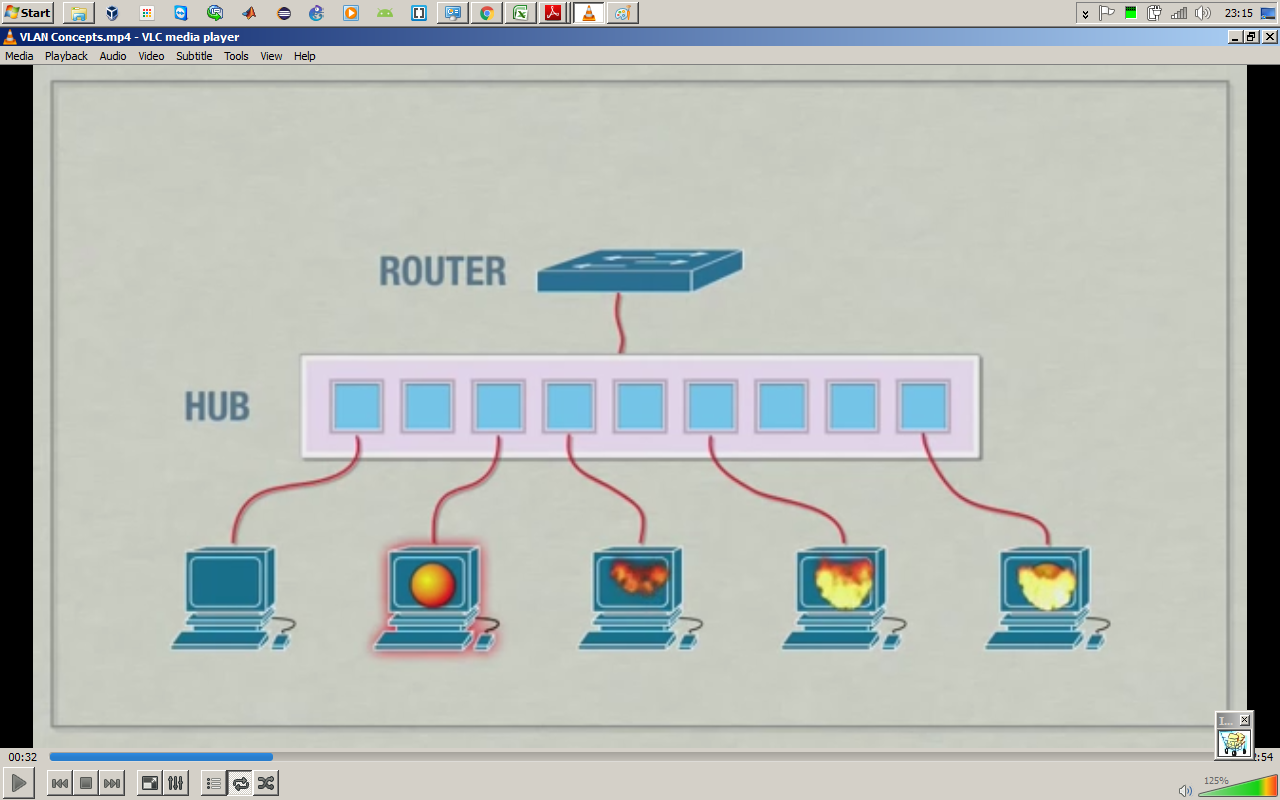 Start
23:15
VLAN Concepts.mp4 - VLC media player
Media Playback Audio Video Subtitle Tools View Help
ROUTER
HUB
I...
00:32
:54
125%